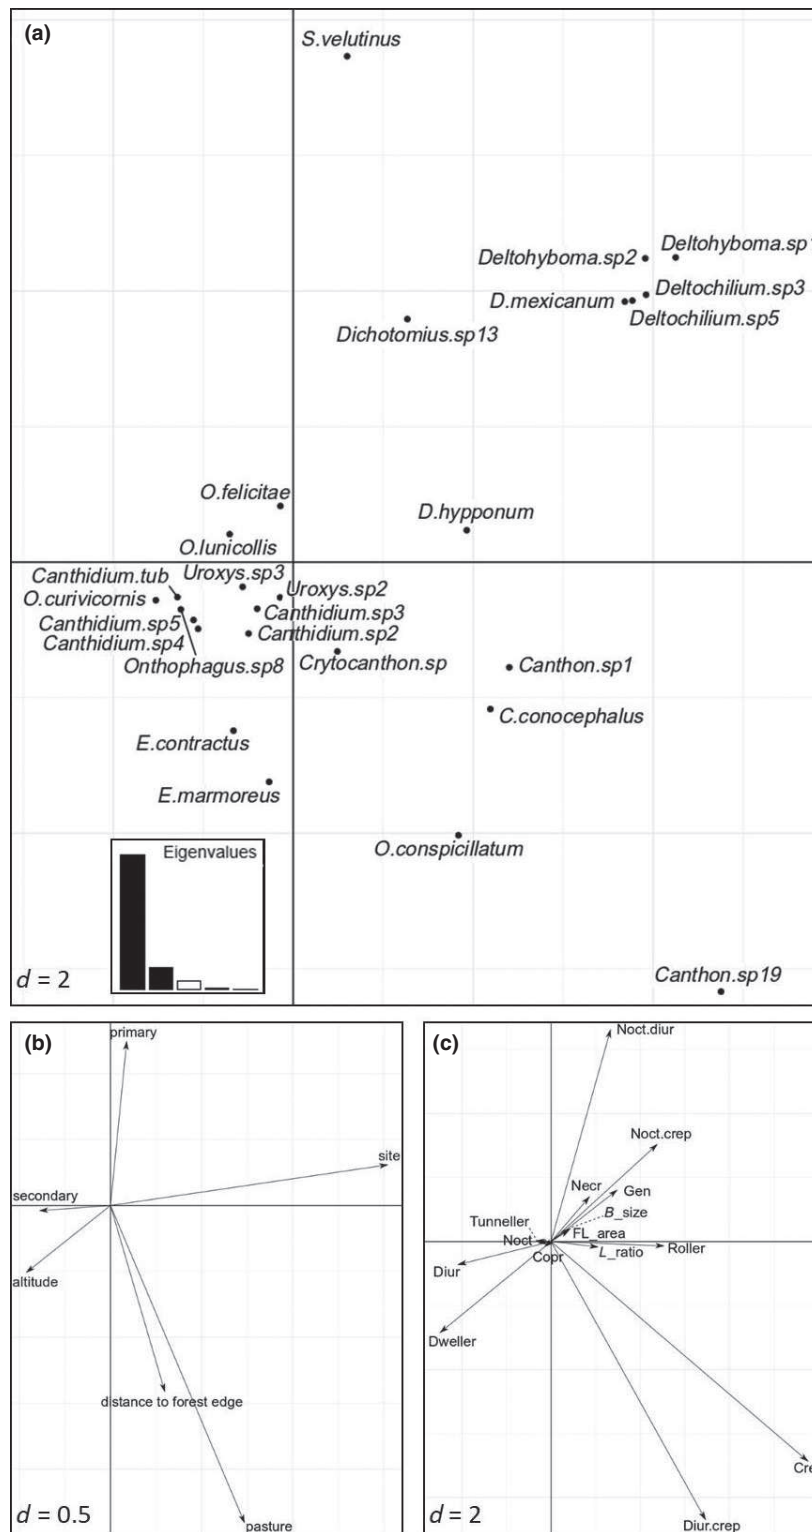 (a)
S.velutinus
Deltohyboma.sp1
Deltohyboma.sp2
Deltochilium.sp3
D.mexicanum
Deltochilium.sp5
Dichotomius.sp13
O.felicitae
D.hypponum
O.lunicollis
Canthidium.tub
Uroxys.sp3
Uroxys.sp2
O.curivicornis
Canthidium.sp3
Canthidium.sp5
Canthidium.sp2
Canthidium.sp4
Onthophagus.sp8
Crytocanthon.sp
Canthon.sp1
C.conocephalus
E.contractus
E.marmoreus
O.conspicillatum
Eigenvalues
Canthon.sp19
d = 2
(b)
primary
site
secondary
altitude
distance to forest edge
pasture
d = 0.5
(c)
Noct.diur
Noct.crep
Necr
Gen
B_size
Tunneller
FL_area
Noct
Copr
L_ratio
Roller
Diur
Dweller
Cre
Diur.crep
d = 2